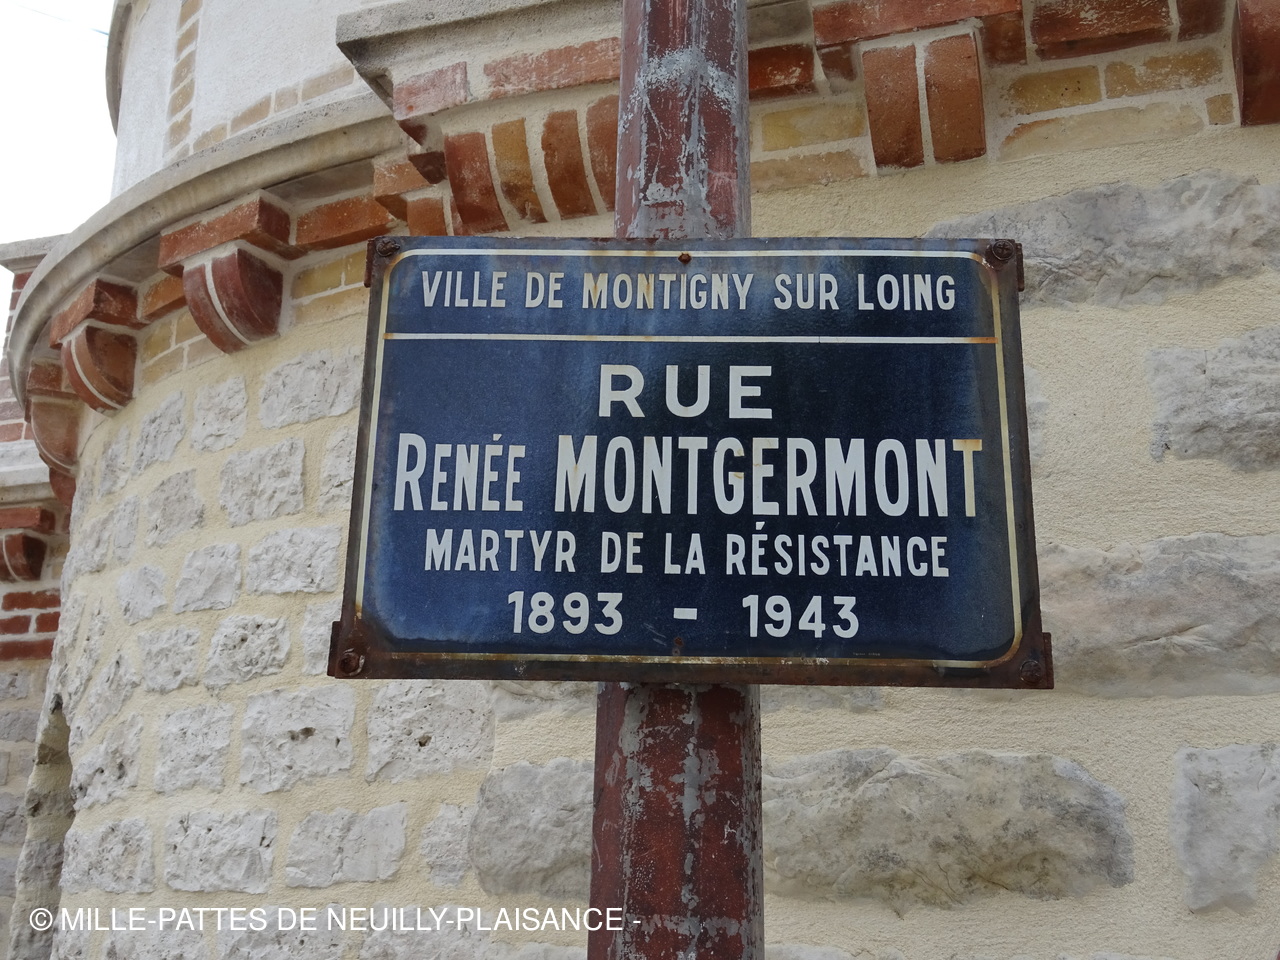 VILLE DE MONTIGNY SUR LOING
RUE
RENÉE MONTGERMONT
MARTYR DE LA RÉSISTANCE
1893 - 1943
© MILLE-PATTES DE NEUILLY-PLAISANCE -